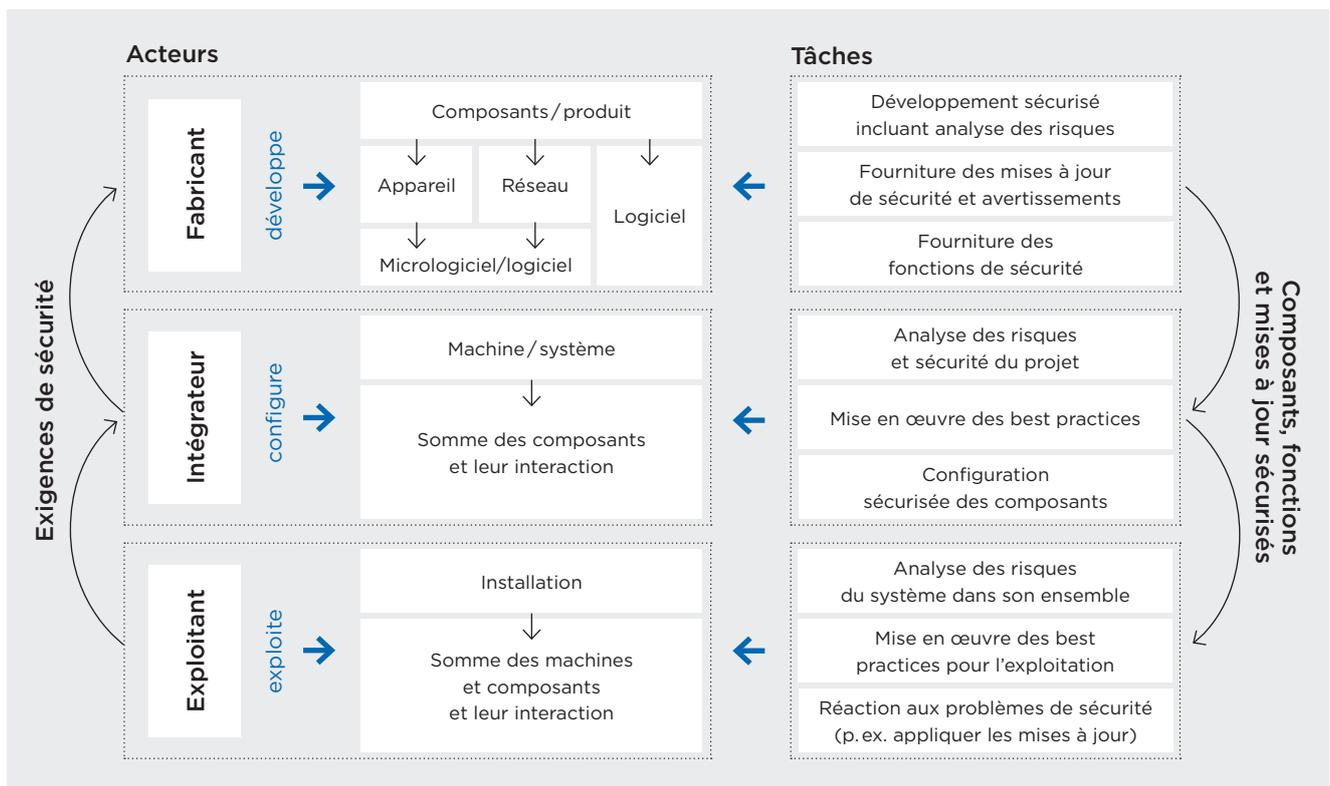 Acteurs
Tâches
Exigences de sécurité
Fabricant
développe
Composants / produit
Appareil
Réseau
Logiciel
Micrologiciel/logiciel
Développement sécurisé
incluant analyse des risques
Fourniture des mises à jour
de sécurité et avertissements
Fourniture des
fonctions de sécurité
Intégrateur
configure
Machine / système
Somme des composants
et leur interaction
Analyse des risques
et sécurité du projet
Mise en œuvre des best practices
Configuration
sécurisée des composants
Exploitant
exploite
Installation
Somme des machines
et composants
et leur interaction
Analyse des risques
du système dans son ensemble
Mise en œuvre des best
practices pour l’exploitation
Réaction aux problèmes de sécurité
(p. ex. appliquer les mises à jour)
Composants, fonctions
et mises à jour sécurisés